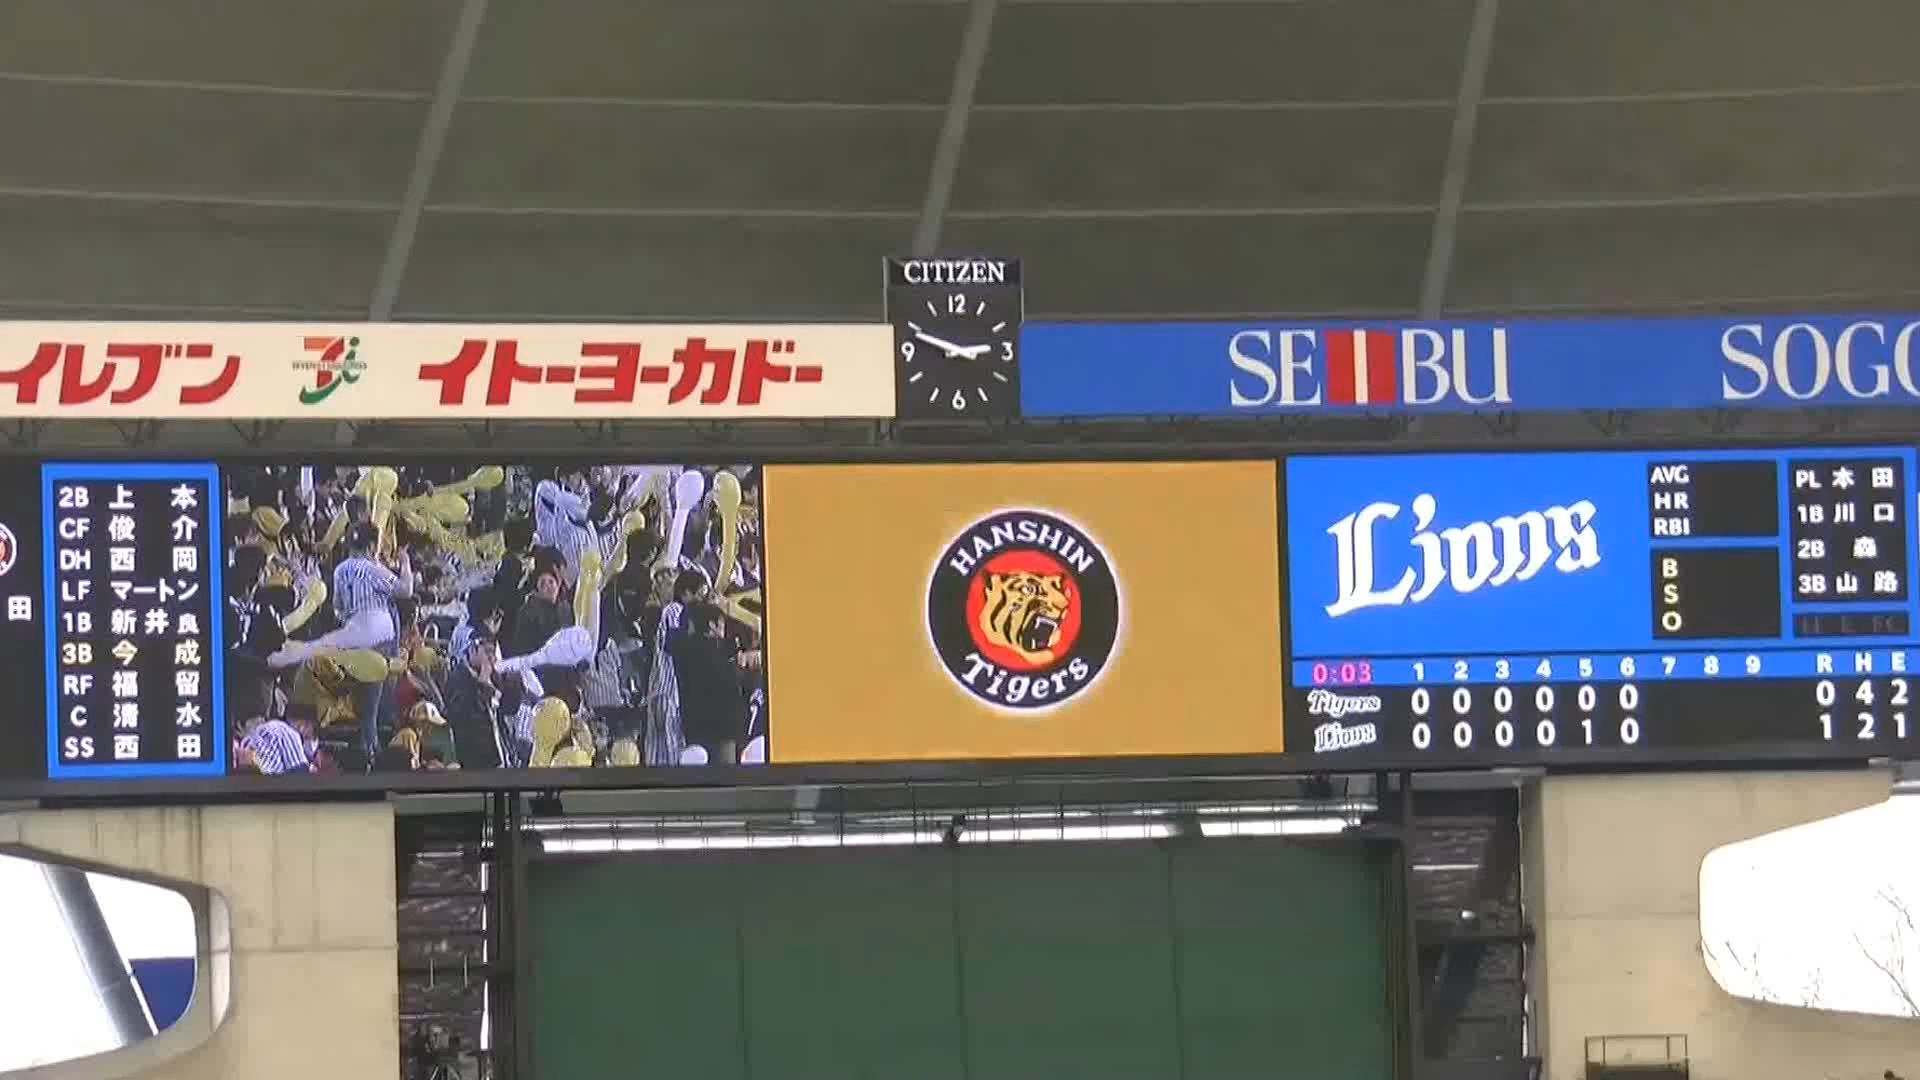 CITIZEN
12
9 3
6
イレブン イトーヨーカドー
SEIBU SOGO
田
2B 上本
CF 俊介
DH 西岡
LF マートン
1B 新井良
3B 今成
RF 福留
C 清水
SS 西田
HANSHIN
Tigers
Lions
AVG
HR
RBI
B
S
O
PL 本田
1B 川口
2B 森
3B 山路
0:03 1 2 3 4 5 6 7 8 9 R H E
Tigers 0 0 0 0 0 0 0 4 2
Lions 0 0 0 0 1 0 1 2 1